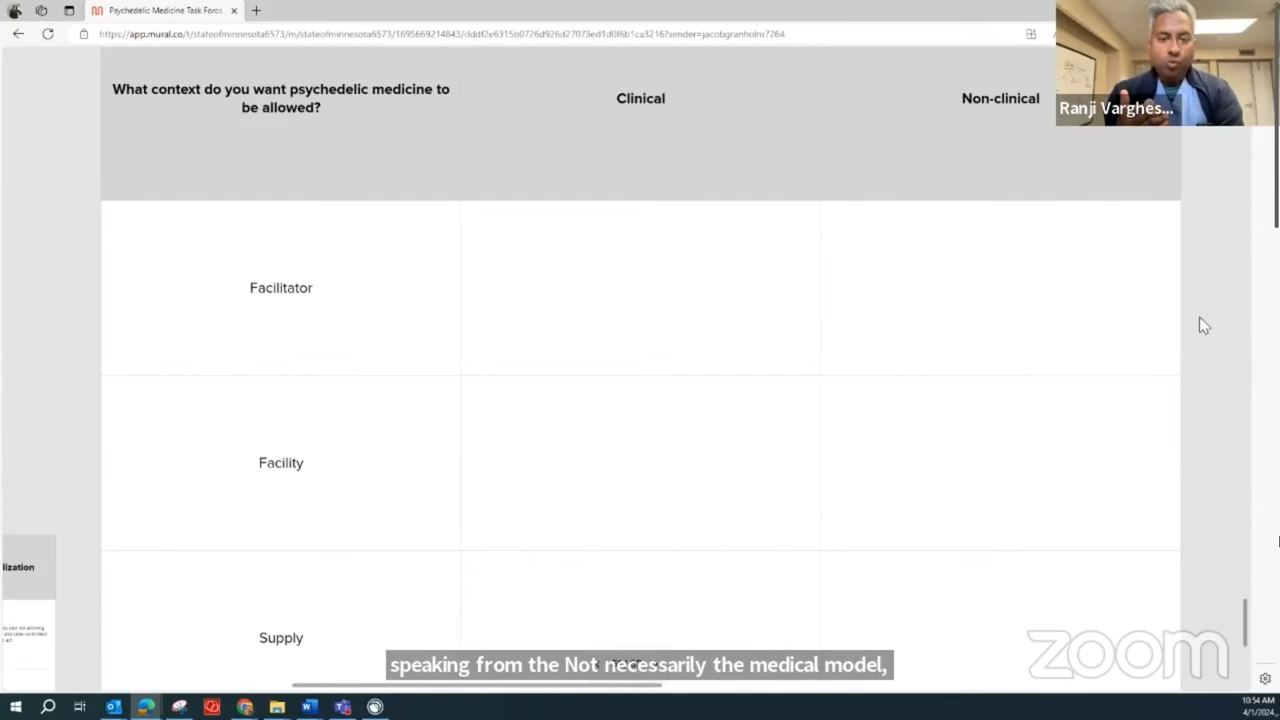 Psychedelic Medicine Task Force
https://app.mural.co/t/stateofminnesota6573/m/stateofminnesota6573/1695669214843/dddf2e6315b0726d926d27073ed1d0f6b1ca3216?sender=jacobgranholm7264
What context do you want psychedelic medicine to
be allowed?
Clinical
Non-clinical
Ranji Varghes...
Facilitator
Facility
lization
Supply
speaking from the Not necessarily the medical model,
zoom
10:54 AM
4/1/2024